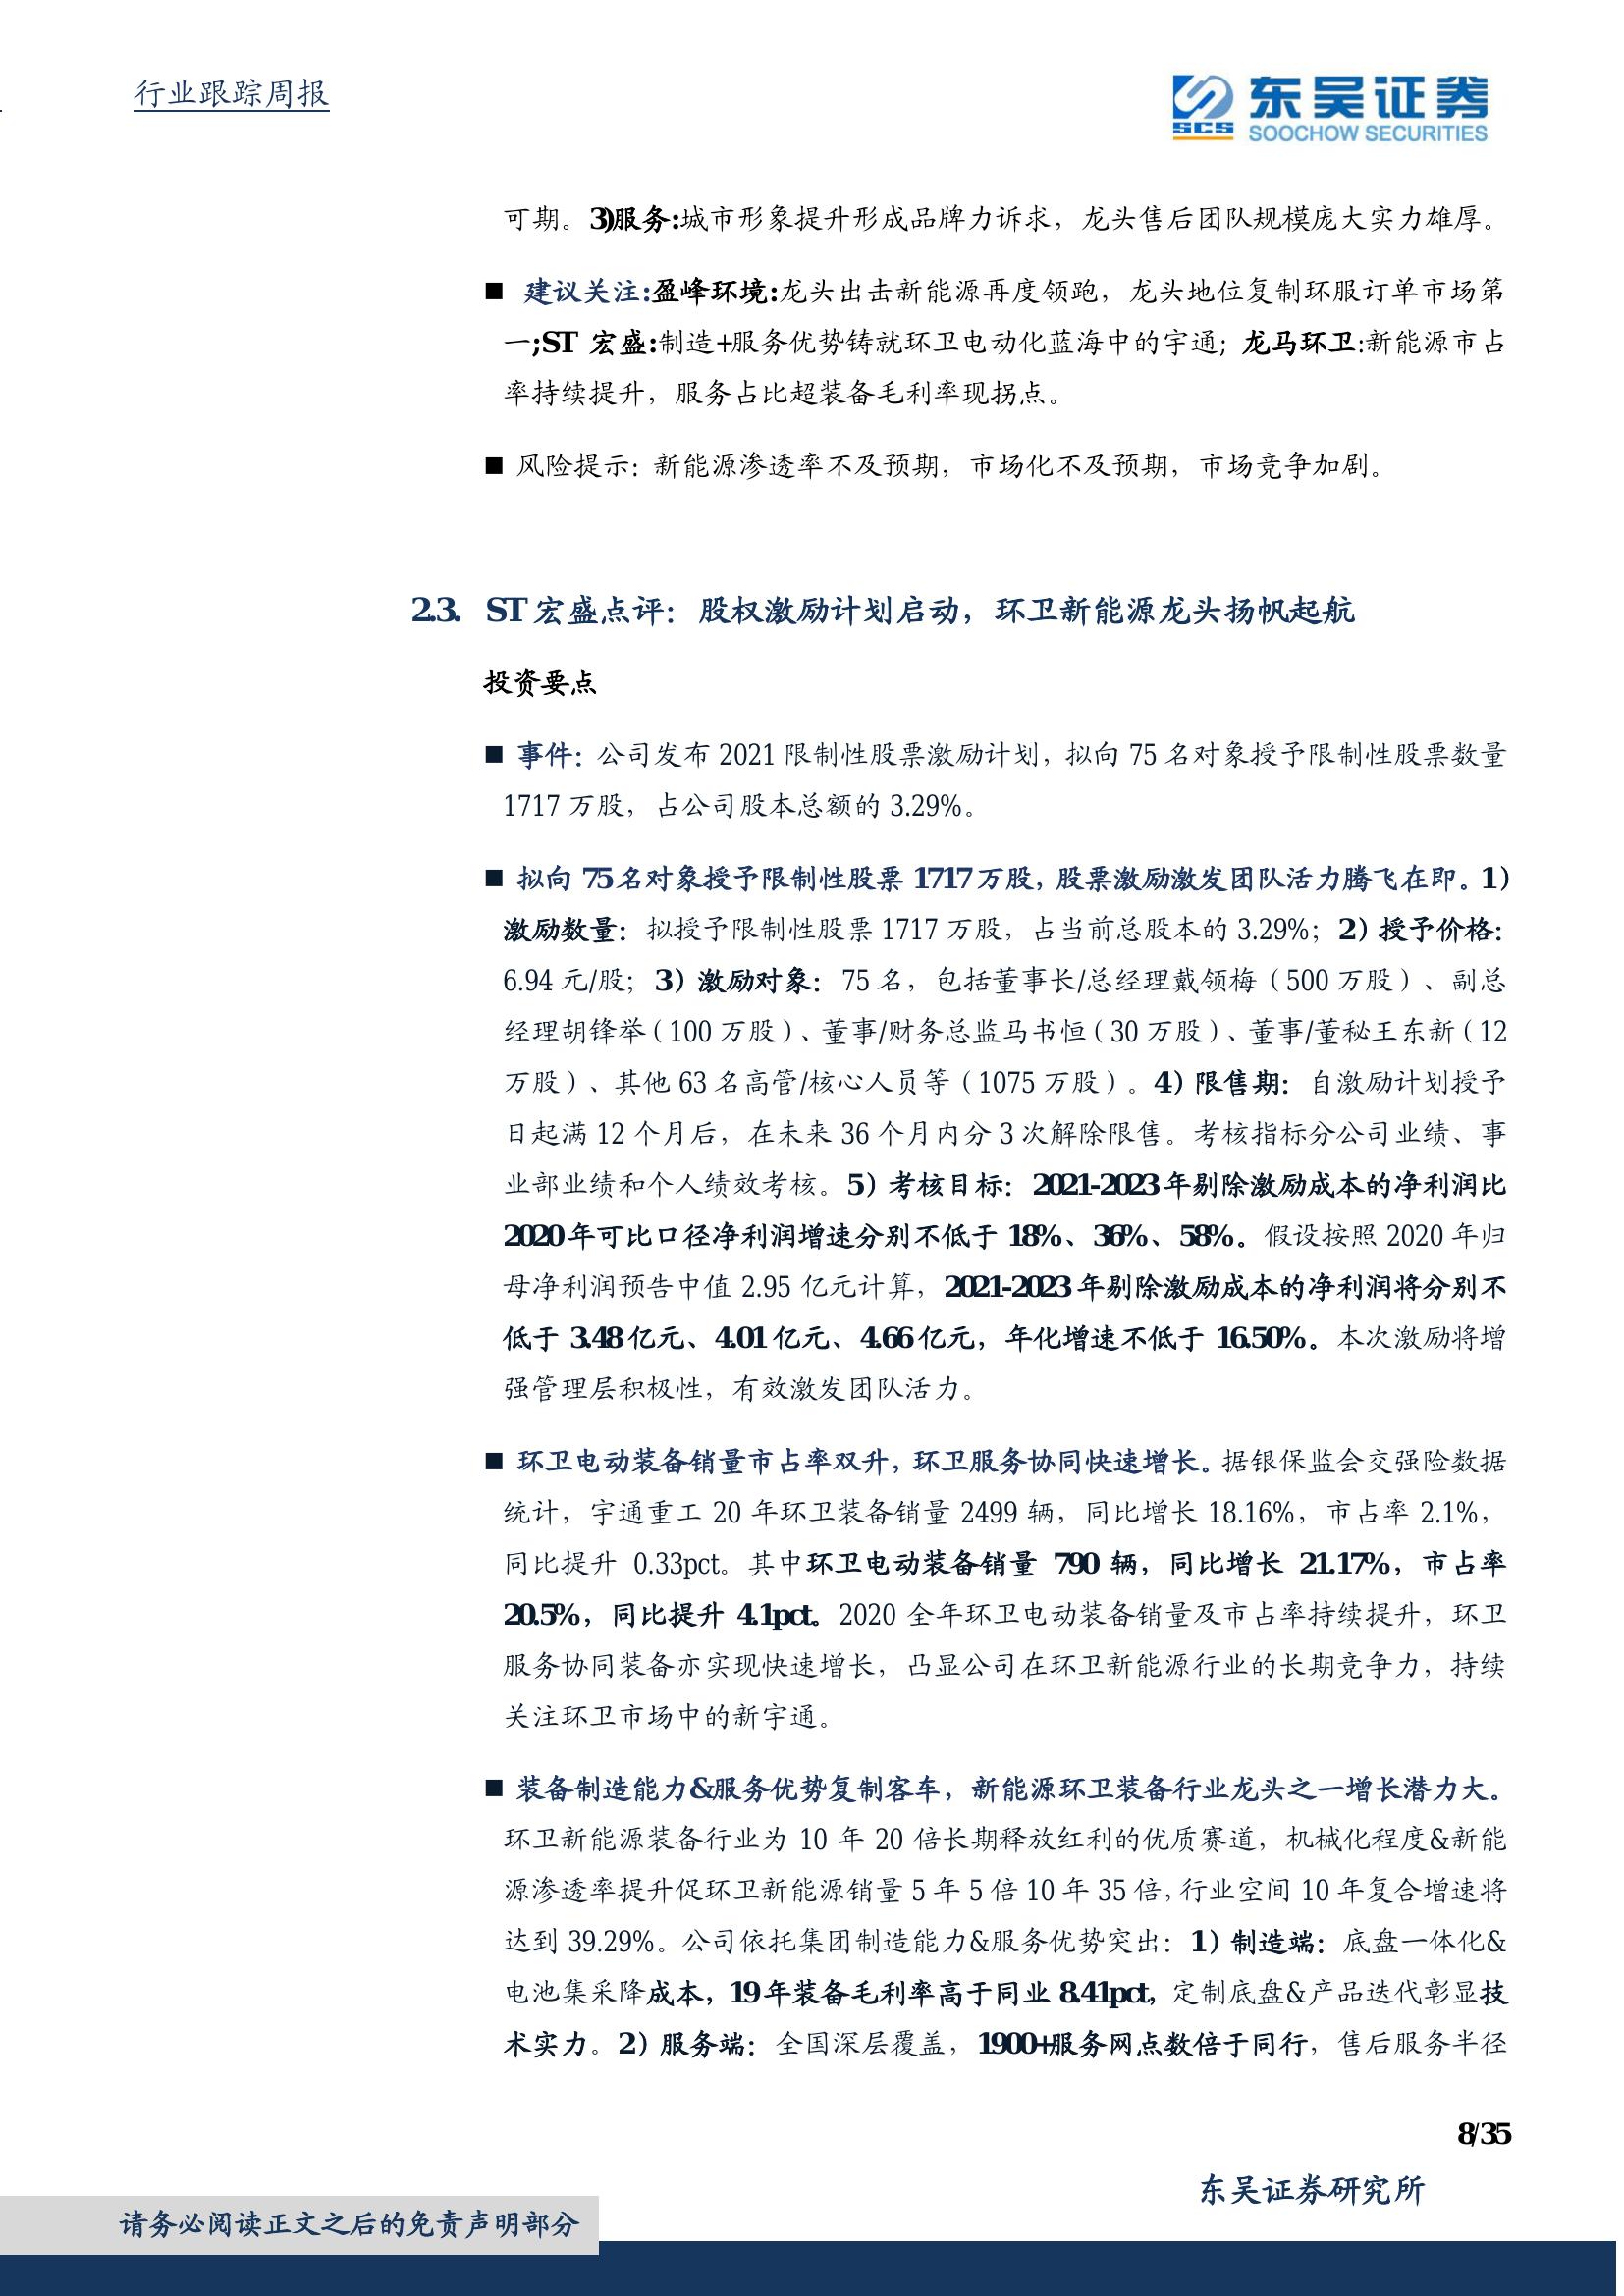 行业跟踪周报
SCS 东吴证券
SOOCHOW SECURITIES
可期。3)服务:城市形象提升形成品牌力诉求，龙头售后团队规模庞大实力雄厚。
■ 建议关注:盈峰环境:龙头出击新能源再度领跑，龙头地位复制环服订单市场第
一;ST 宏盛:制造+服务优势铸就环卫电动化蓝海中的宇通；龙马环卫:新能源市占
率持续提升，服务占比超装备毛利率现拐点。
■ 风险提示：新能源渗透率不及预期，市场化不及预期，市场竞争加剧。
2.3. ST 宏盛点评：股权激励计划启动，环卫新能源龙头扬帆起航
投资要点
■ 事件：公司发布 2021 限制性股票激励计划，拟向 75 名对象授予限制性股票数量
1717 万股，占公司股本总额的 3.29%。
■ 拟向 75 名对象授予限制性股票 1717 万股，股票激励激发团队活力腾飞在即。1）
激励数量：拟授予限制性股票 1717 万股，占当前总股本的 3.29%；2）授予价格：
6.94 元/股；3）激励对象：75 名，包括董事长/总经理戴领梅（500 万股）、副总
经理胡锋举（100 万股）、董事/财务总监马书恒（30 万股）、董事/董秘王东新（12
万股）、其他 63 名高管/核心人员等（1075 万股）。4）限售期：自激励计划授予
日起满 12 个月后，在未来 36 个月内分 3 次解除限售。考核指标分公司业绩、事
业部业绩和个人绩效考核。5）考核目标：2021-2023 年剔除激励成本的净利润比
2020 年可比口径净利润增速分别不低于 18%、36%、58%。假设按照 2020 年归
母净利润预告中值 2.95 亿元计算，2021-2023 年剔除激励成本的净利润将分别不
低于 3.48 亿元、4.01 亿元、4.66 亿元，年化增速不低于 16.50%。本次激励将增
强管理层积极性，有效激发团队活力。
■ 环卫电动装备销量市占率双升，环卫服务协同快速增长。据银保监会交强险数据
统计，宇通重工 20 年环卫装备销量 2499 辆，同比增长 18.16%，市占率 2.1%，
同比提升 0.33pct。其中环卫电动装备销量 790 辆，同比增长 21.17%，市占率
20.5%，同比提升 4.1pct。2020 全年环卫电动装备销量及市占率持续提升，环卫
服务协同装备亦实现快速增长，凸显公司在环卫新能源行业的长期竞争力，持续
关注环卫市场中的新宇通。
■ 装备制造能力&服务优势复制客车，新能源环卫装备行业龙头之一增长潜力大。
环卫新能源装备行业为 10 年 20 倍长期释放红利的优质赛道，机械化程度&新能
源渗透率提升促环卫新能源销量 5 年 5 倍 10 年 35 倍，行业空间 10 年复合增速将
达到 39.29%。公司依托集团制造能力&服务优势突出：1）制造端：底盘一体化&
电池集采降成本，19 年装备毛利率高于同业 8.41pct，定制底盘&产品迭代彰显技
术实力。2）服务端：全国深层覆盖，1900+服务网点数倍于同行，售后服务半径
8/35
东吴证券研究所
请务必阅读正文之后的免责声明部分